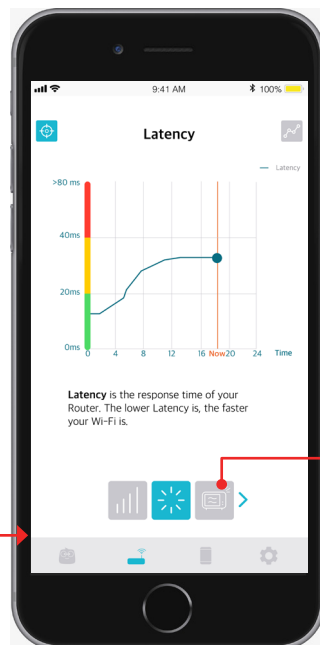 9:41 AM
100%
Latency
Latency
>80 ms
40ms
20ms
0ms
0 4 8 12 16 Now 20 24 Time
Latency is the response time of your
Router. The lower Latency is, the faster
your Wi-Fi is.